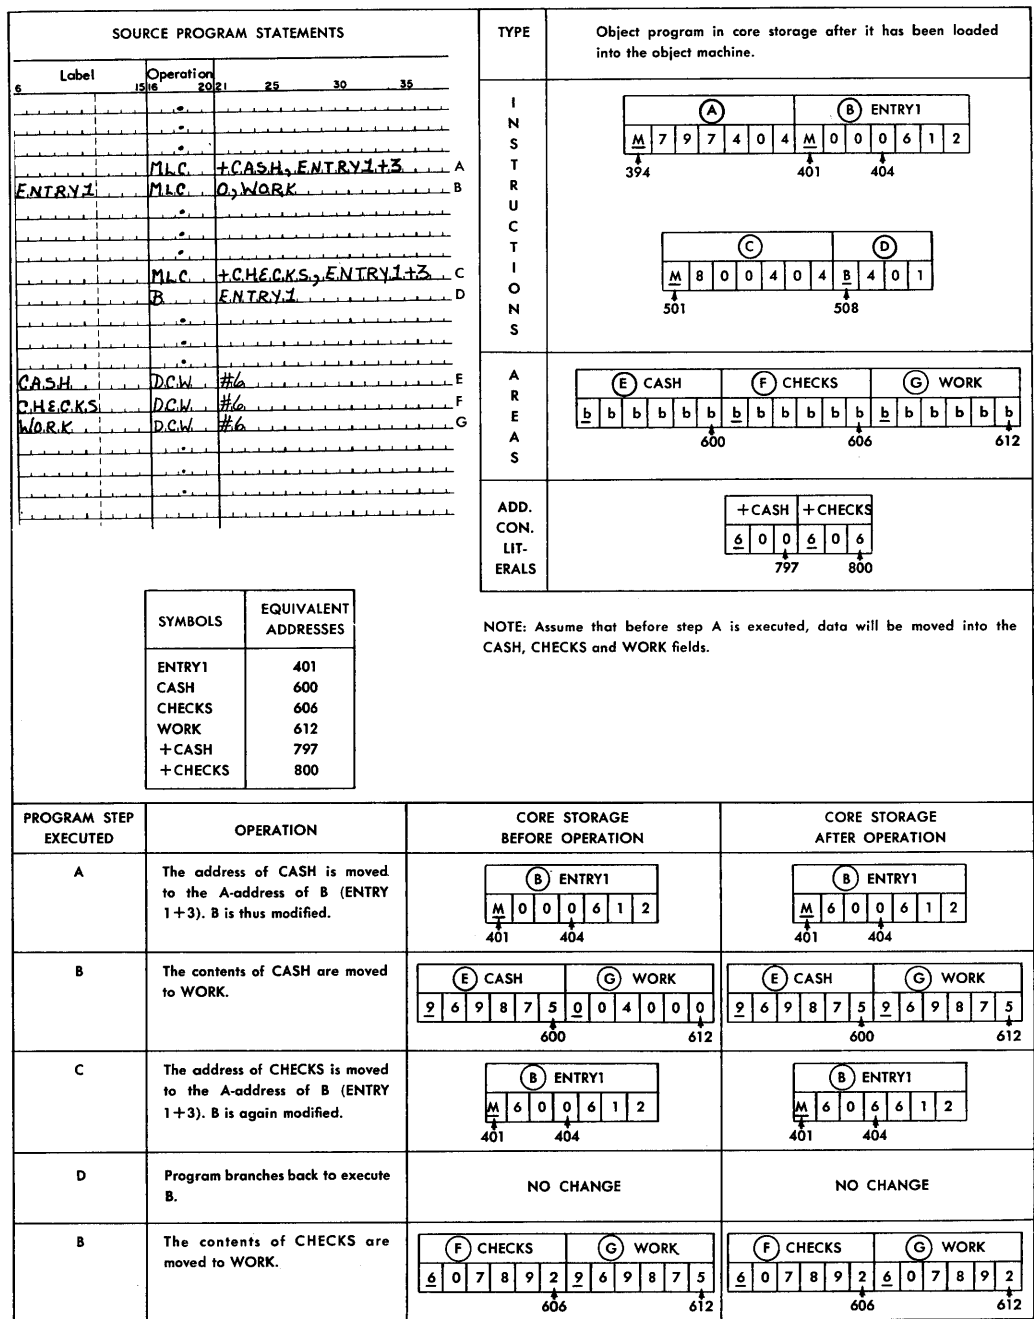 SOURCE PROGRAM STATEMENTS
Label Operation
6 15 16 20 21 25 30 35
MLC +CASH, ENTRY1+3 A
ENTRY1 MLC 0, WORK B
MLC +CHECKS, ENTRY1+3 C
B ENTRY1 D
CASH DCW #6 E
CHECKS DCW #6 F
WORK DCW #6 G
TYPE
Object program in core storage after it has been loaded
into the object machine.
INSTRUCTIONS
A B ENTRY1
M 7 9 7 4 0 4 M 0 0 0 6 1 2
394 401 404
C D
M 8 0 0 4 0 4 B 4 0 1
501 508
AREAS
E CASH F CHECKS G WORK
b b b b b b b b b b b b b b b b b b
600 606 612
ADD.
CON.
LIT-
ERALS
+CASH +CHECKS
6 0 0 6 0 6
797 800
NOTE: Assume that before step A is executed, data will be moved into the
CASH, CHECKS and WORK fields.
SYMBOLS EQUIVALENT
ADDRESSES
ENTRY1 401
CASH 600
CHECKS 606
WORK 612
+CASH 797
+CHECKS 800
PROGRAM STEP
EXECUTED
OPERATION
CORE STORAGE
BEFORE OPERATION
CORE STORAGE
AFTER OPERATION
A
The address of CASH is moved
to the A-address of B (ENTRY
1+3). B is thus modified.
B ENTRY1
M 0 0 0 6 1 2
401 404
B ENTRY1
M 6 0 0 6 1 2
401 404
B
The contents of CASH are moved
to WORK.
E CASH G WORK
9 6 9 8 7 5 0 0 4 0 0 0
600 612
E CASH G WORK
9 6 9 8 7 5 9 6 9 8 7 5
600 612
C
The address of CHECKS is moved
to the A-address of B (ENTRY
1+3). B is again modified.
B ENTRY1
M 6 0 0 6 1 2
401 404
B ENTRY1
M 6 0 6 6 1 2
401 404
D
Program branches back to execute
B.
NO CHANGE
NO CHANGE
B
The contents of CHECKS are
moved to WORK.
F CHECKS G WORK
6 0 7 8 9 2 9 6 9 8 7 5
606 612
F CHECKS G WORK
6 0 7 8 9 2 6 0 7 8 9 2
606 612